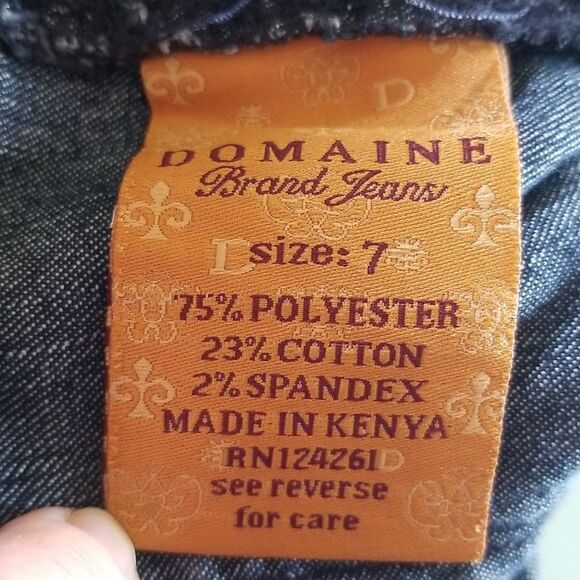 D
DOMAINE
Brand Jeans
D
size: 7
75% POLYESTER
23% COTTON
2% SPANDEX
MADE IN KENYA
RN124261
D
see reverse
for care